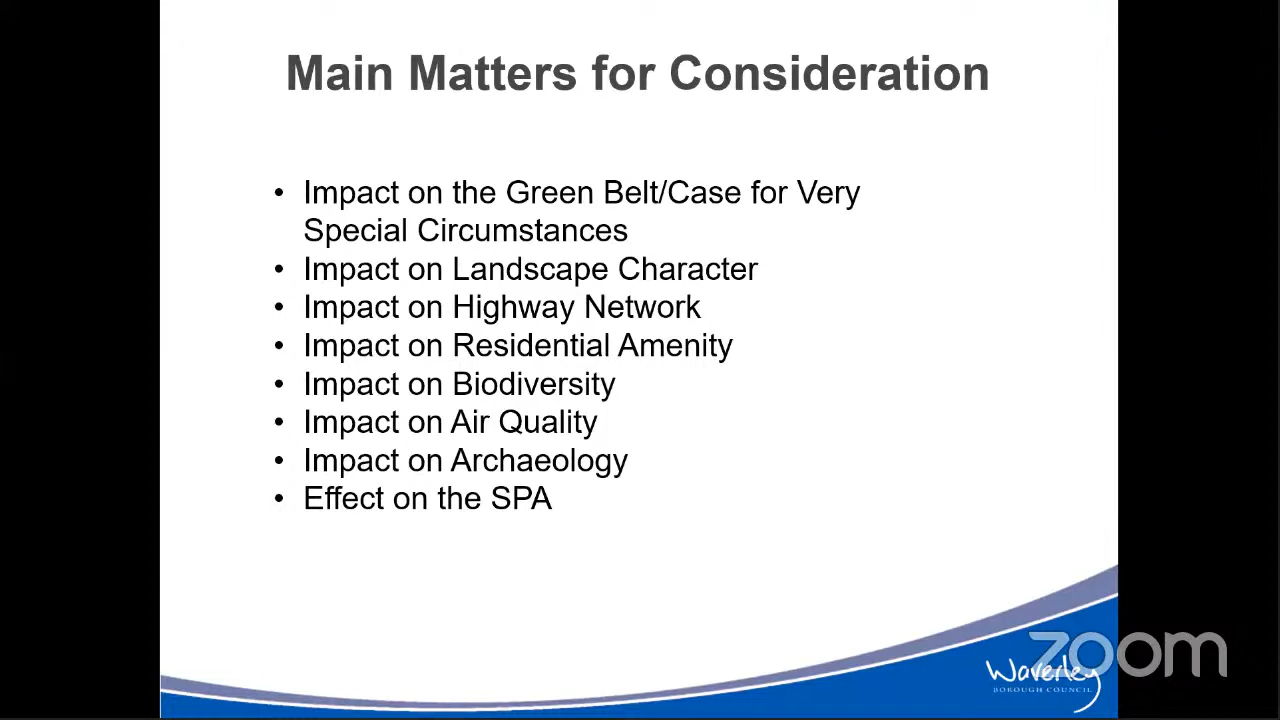 Main Matters for Consideration
• Impact on the Green Belt/Case for Very
Special Circumstances
• Impact on Landscape Character
• Impact on Highway Network
• Impact on Residential Amenity
• Impact on Biodiversity
• Impact on Air Quality
• Impact on Archaeology
• Effect on the SPA
zoom
Waverley
BOROUGH COUNCIL